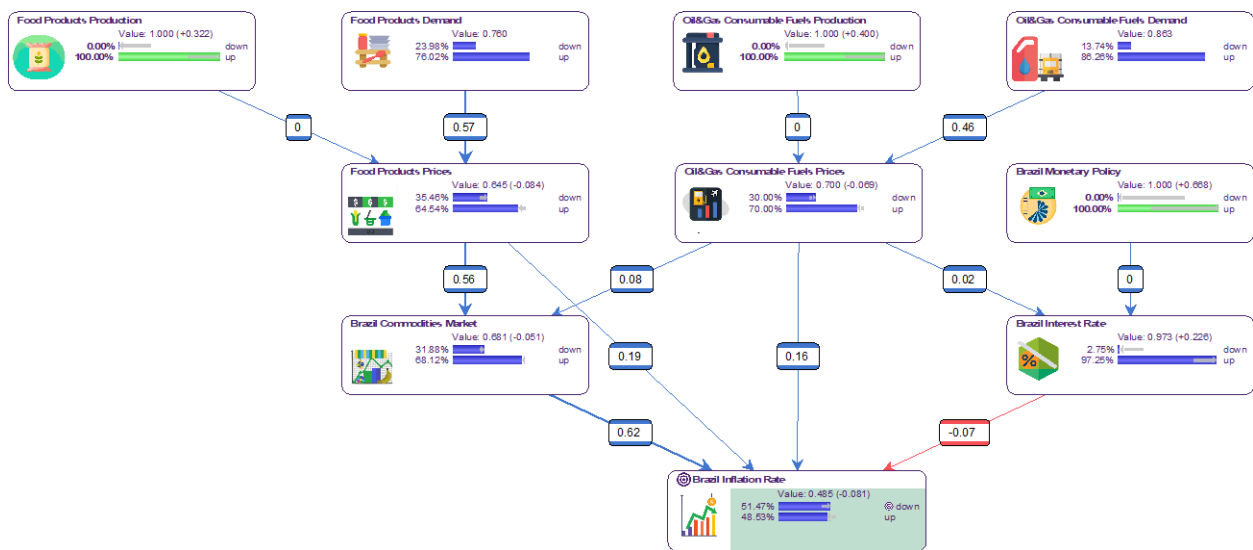 Food Products Production
Value: 1.000 (+0.322)
0.00% down
100.00% up
Food Products Demand
Value: 0.760
23.98% down
76.02% up
Oil&Gas Consumable Fuels Production
Value: 1.000 (+0.400)
0.00% down
100.00% up
Oil&Gas Consumable Fuels Demand
Value: 0.863
13.74% down
86.26% up
0
0.57
0
0.46
Food Products Prices
Value: 0.645 (-0.084)
35.46% down
64.54% up
Oil&Gas Consumable Fuels Prices
Value: 0.700 (-0.069)
30.00% down
70.00% up
Brazil Monetary Policy
Value: 1.000 (+0.668)
0.00% down
100.00% up
0.56
0.08
0.02
0
Brazil Commodities Market
Value: 0.681 (-0.051)
31.88% down
68.12% up
0.19
0.16
Brazil Interest Rate
Value: 0.973 (+0.226)
2.75% down
97.25% up
%
0.62
-0.07
Brazil Inflation Rate
Value: 0.485 (-0.081)
51.47% down
48.53% up